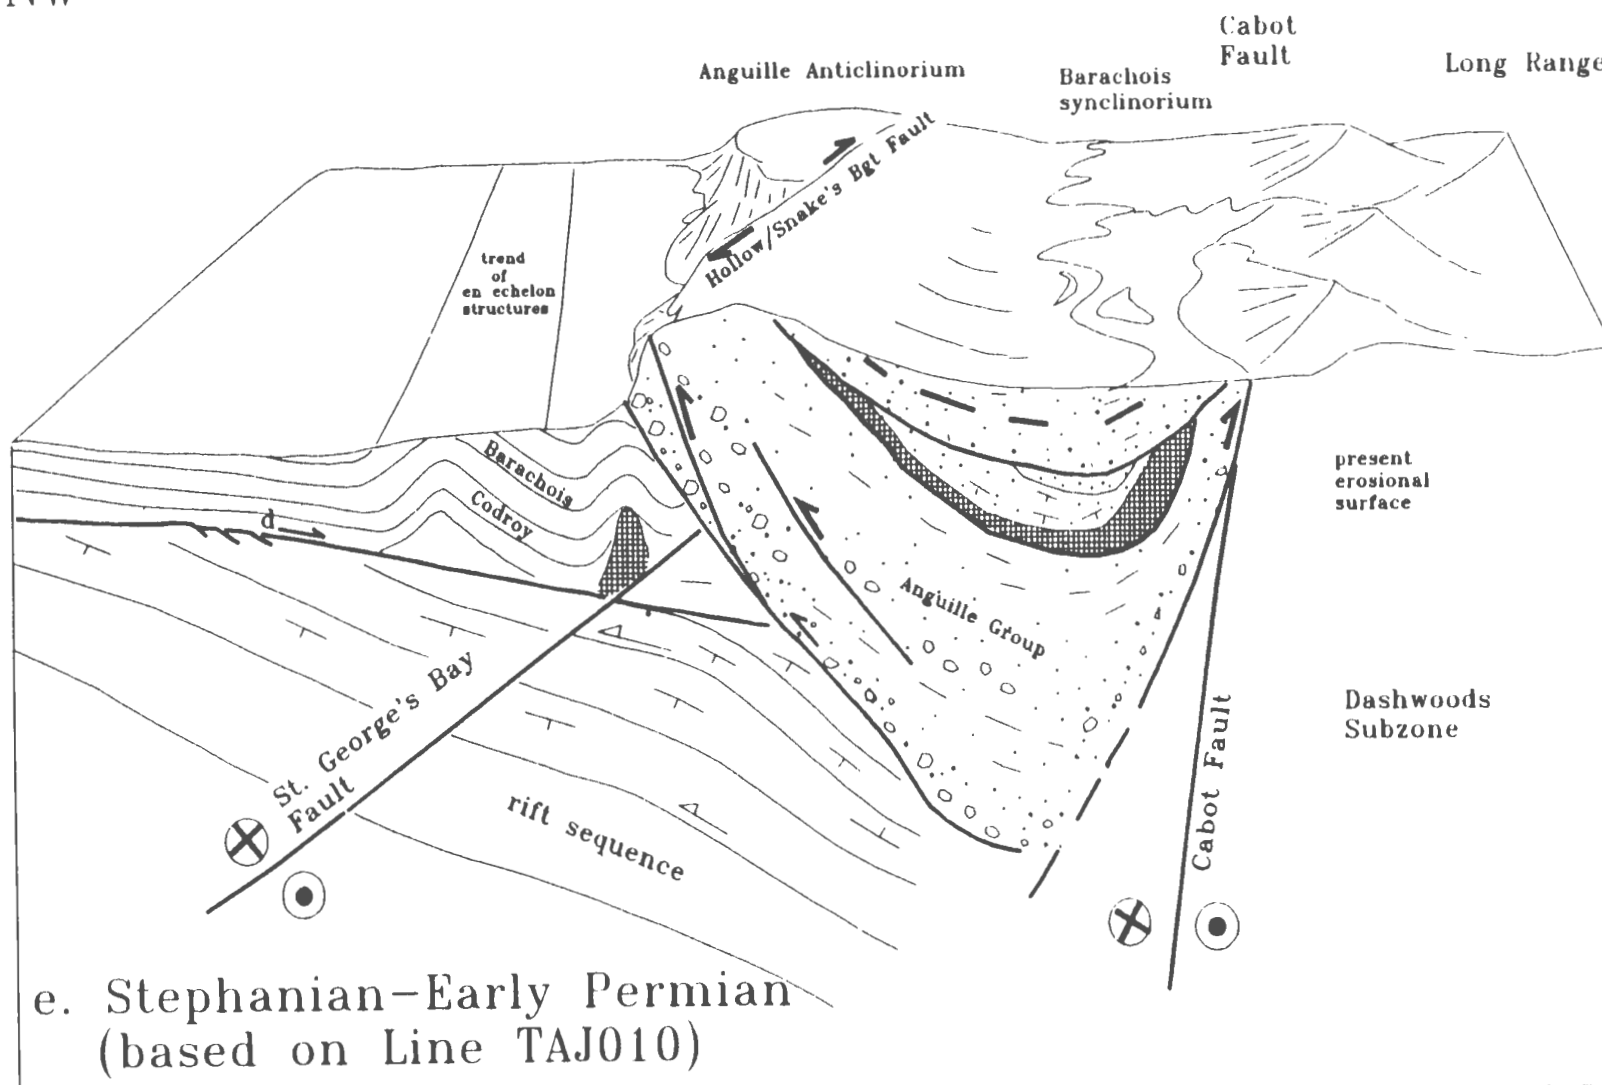 NW
Cabot
Fault
Anguille Anticlinorium
Barachois
synclinorium
Long Range
Hollow/Snake's Bgt Fault
trend
of
en echelon
structures
Barachois
Codroy
d
present
erosional
surface
Anguille Group
St. George's Bay
Fault
rift sequence
Cabot Fault
Dashwoods
Subzone
e. Stephanian-Early Permian
(based on Line TAJ010)